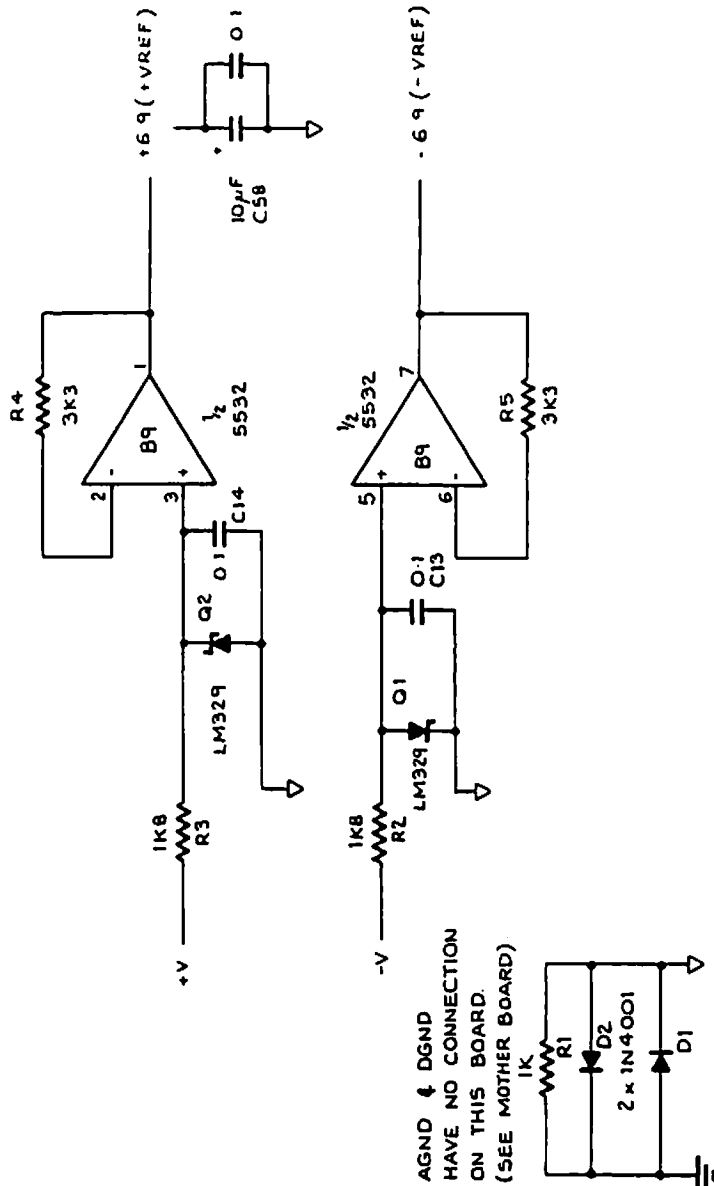 +6 9 (+VREF)
0 1
+
10µF
C58
R4
3K3
1
B9
½
5532
2
-
3
+
C14
0 1
Q2
LM329
1K8
R3
+V
- 6 9 (- VREF)
7
½
5532
B9
5
+
6
-
R5
3K3
0·1
C13
Q1
LM329
1K8
R2
-V
AGND & DGND
HAVE NO CONNECTION
ON THIS BOARD.
(SEE MOTHER BOARD)
1K
R1
D2
2 x 1N4001
D1